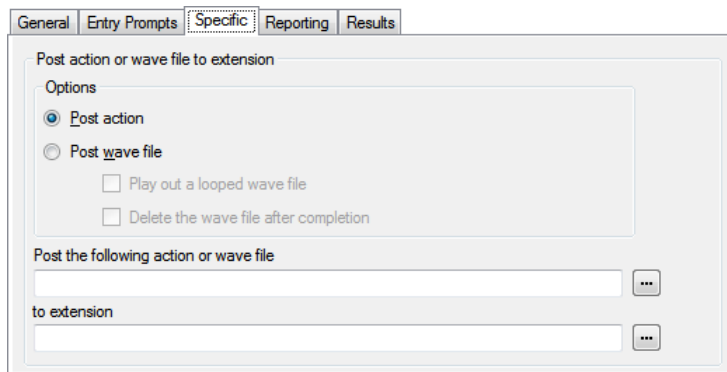 General Entry Prompts Specific Reporting Results
Post action or wave file to extension
Options
Post action
Post wave file
Play out a looped wave file
Delete the wave file after completion
Post the following action or wave file
...
to extension
...